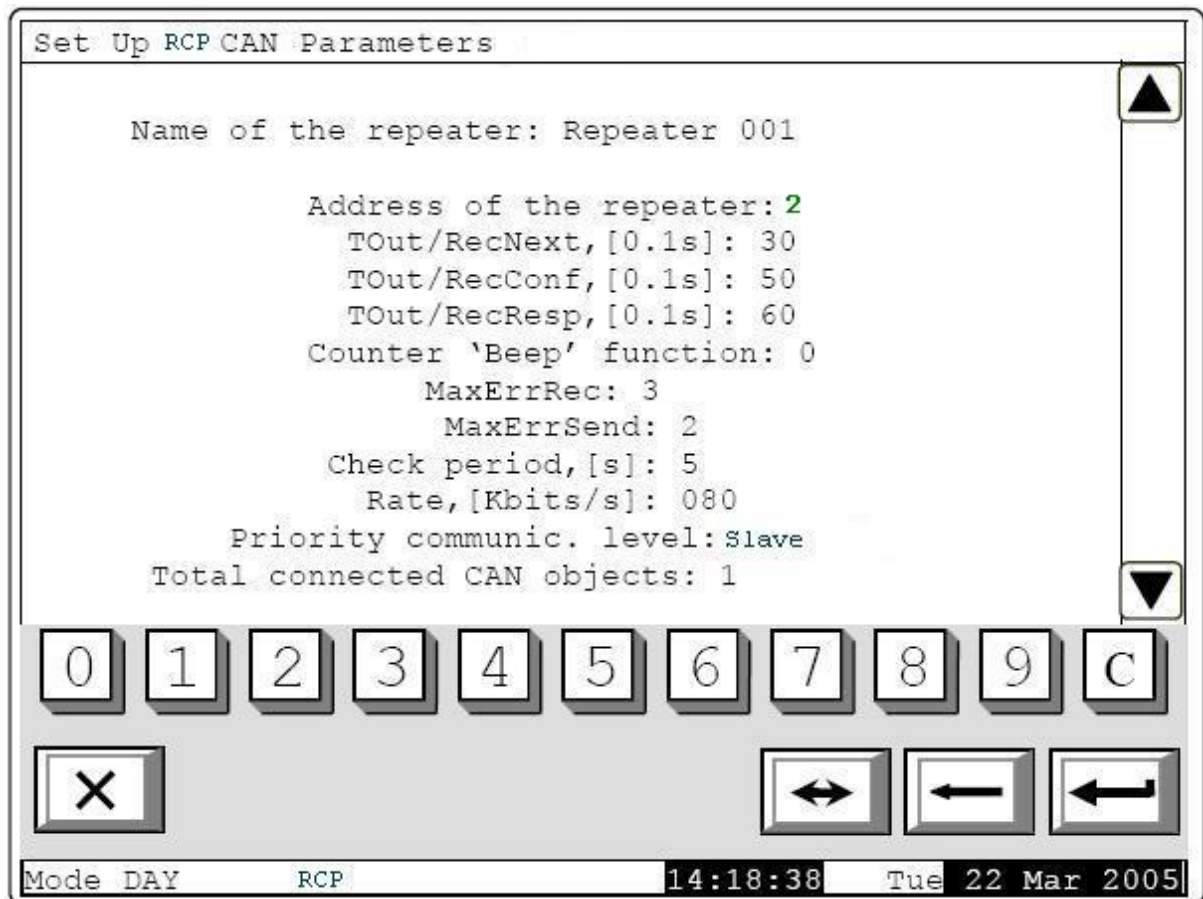 Set Up RCP CAN Parameters
Name of the repeater: Repeater 001
Address of the repeater: 2
TOut/RecNext,[0.1s]: 30
TOut/RecConf,[0.1s]: 50
TOut/RecResp,[0.1s]: 60
Counter ‘Beep’ function: 0
MaxErrRec: 3
MaxErrSend: 2
Check period,[s]: 5
Rate,[Kbits/s]: 080
Priority communic. level: Slave
Total connected CAN objects: 1
0 1 2 3 4 5 6 7 8 9 C
Mode DAY RCP 14:18:38 Tue 22 Mar 2005